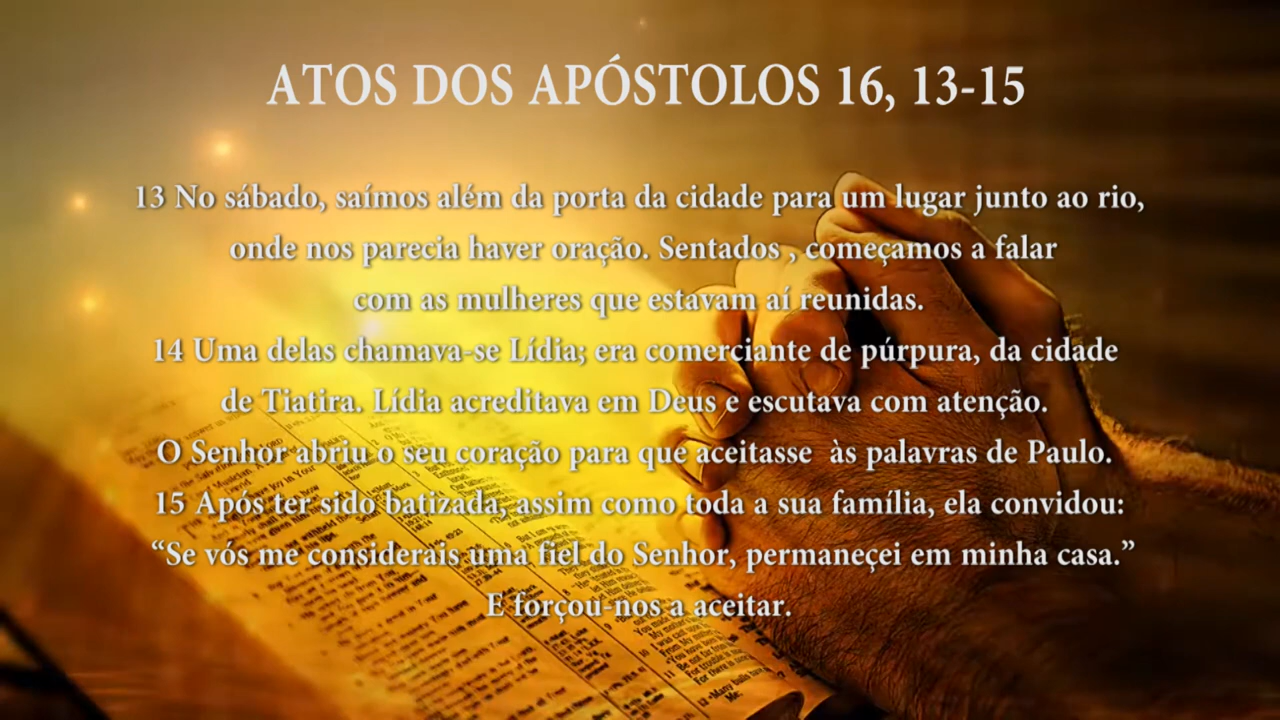 ATOS DOS APÓSTOLOS 16, 13-15
13 No sábado, saímos além da porta da cidade para um lugar junto ao rio,
onde nos parecia haver oração. Sentados , começamos a falar
com as mulheres que estavam aí reunidas.
14 Uma delas chamava-se Lídia; era comerciante de púrpura, da cidade
de Tiatira. Lídia acreditava em Deus e escutava com atenção.
O Senhor abriu o seu coração para que aceitasse  às palavras de Paulo.
15 Após ter sido batizada, assim como toda a sua família, ela convidou:
“Se vós me considerais uma fiel do Senhor, permaneçei em minha casa.”
E forçou-nos a aceitar.